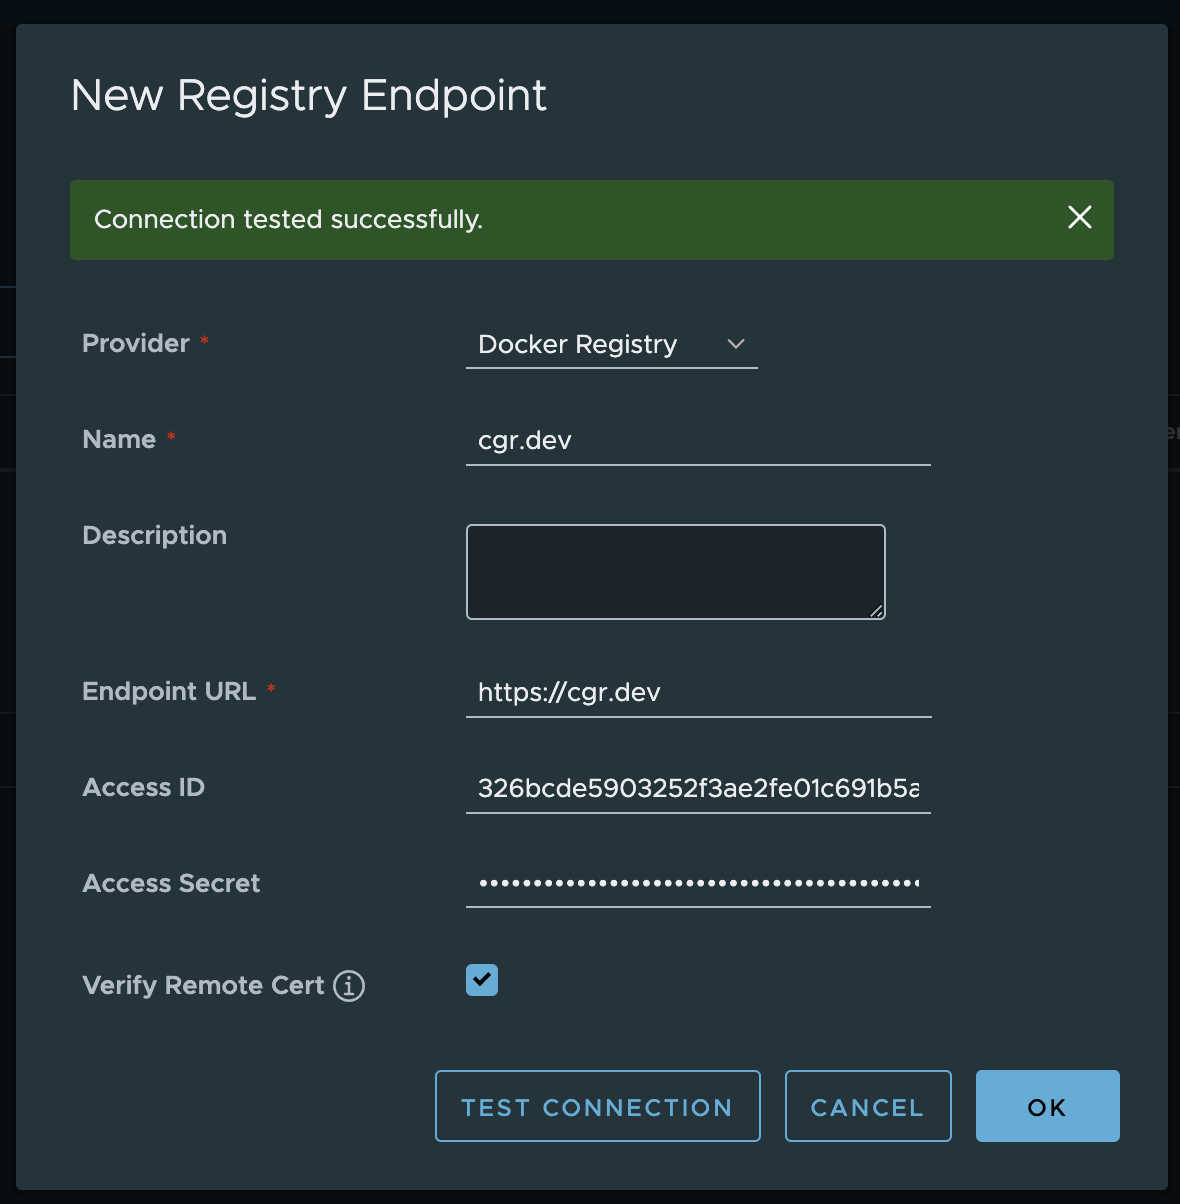 New Registry Endpoint
Connection tested successfully.
Provider *
Docker Registry
Name *
cgr.dev
Description
Endpoint URL *
https://cgr.dev
Access ID
326bcde5903252f3ae2fe01c691b5a
Access Secret
••••••••••••••••••••••••••••••••••••••••
Verify Remote Cert
TEST CONNECTION
CANCEL
OK